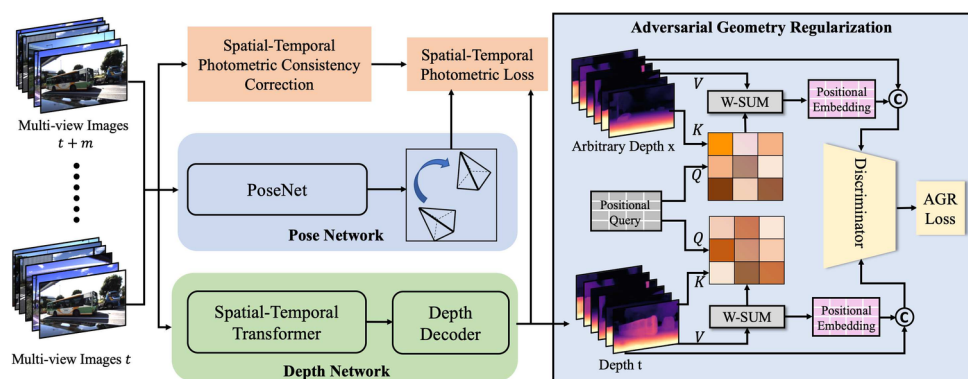 Multi-view Images
t + m
Multi-view Images t
Spatial-Temporal
Photometric Consistency
Correction
Spatial-Temporal
Photometric Loss
PoseNet
Pose Network
Spatial-Temporal
Transformer
Depth
Decoder
Depth Network
Adversarial Geometry Regularization
Arbitrary Depth x
V
K
Q
W-SUM
Positional
Embedding
C
Positional
Query
Q
K
V
W-SUM
Positional
Embedding
C
Depth t
Discriminator
AGR
Loss